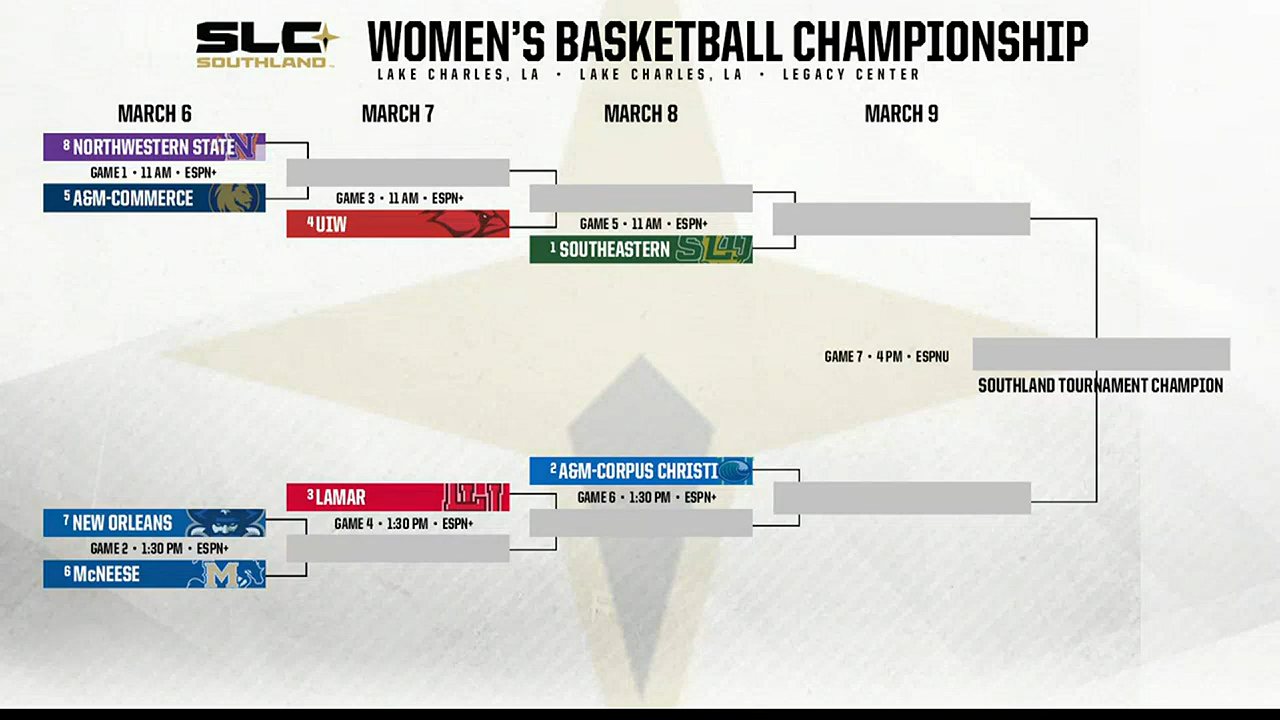 SLC
SOUTHLAND
WOMEN'S BASKETBALL CHAMPIONSHIP
LAKE CHARLES, LA • LAKE CHARLES, LA • LEGACY CENTER
MARCH 6
MARCH 7
MARCH 8
MARCH 9
8 NORTHWESTERN STATE N
GAME 1 • 11 AM • ESPN+
5 A&M-COMMERCE
GAME 3 • 11 AM • ESPN+
4 UIW
GAME 5 • 11 AM • ESPN+
1 SOUTHEASTERN SLU
GAME 7 • 4 PM • ESPNU
SOUTHLAND TOURNAMENT CHAMPION
2 A&M-CORPUS CHRISTI
GAME 6 • 1:30 PM • ESPN+
3 LAMAR LU
GAME 4 • 1:30 PM • ESPN+
7 NEW ORLEANS
GAME 2 • 1:30 PM • ESPN+
6 McNEESE M